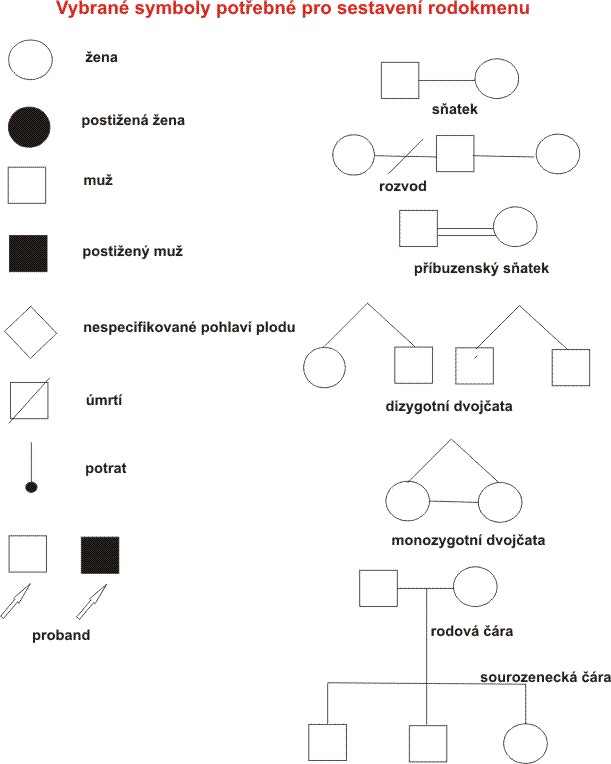 Vybrané symboly potřebné pro sestavení rodokmenu
žena
postižená žena
muž
postižený muž
nespecifikované pohlaví plodu
úmrtí
potrat
proband
sňatek
rozvod
příbuzenský sňatek
dizygotní dvojčata
monozygotní dvojčata
rodová čára
sourozenecká čára